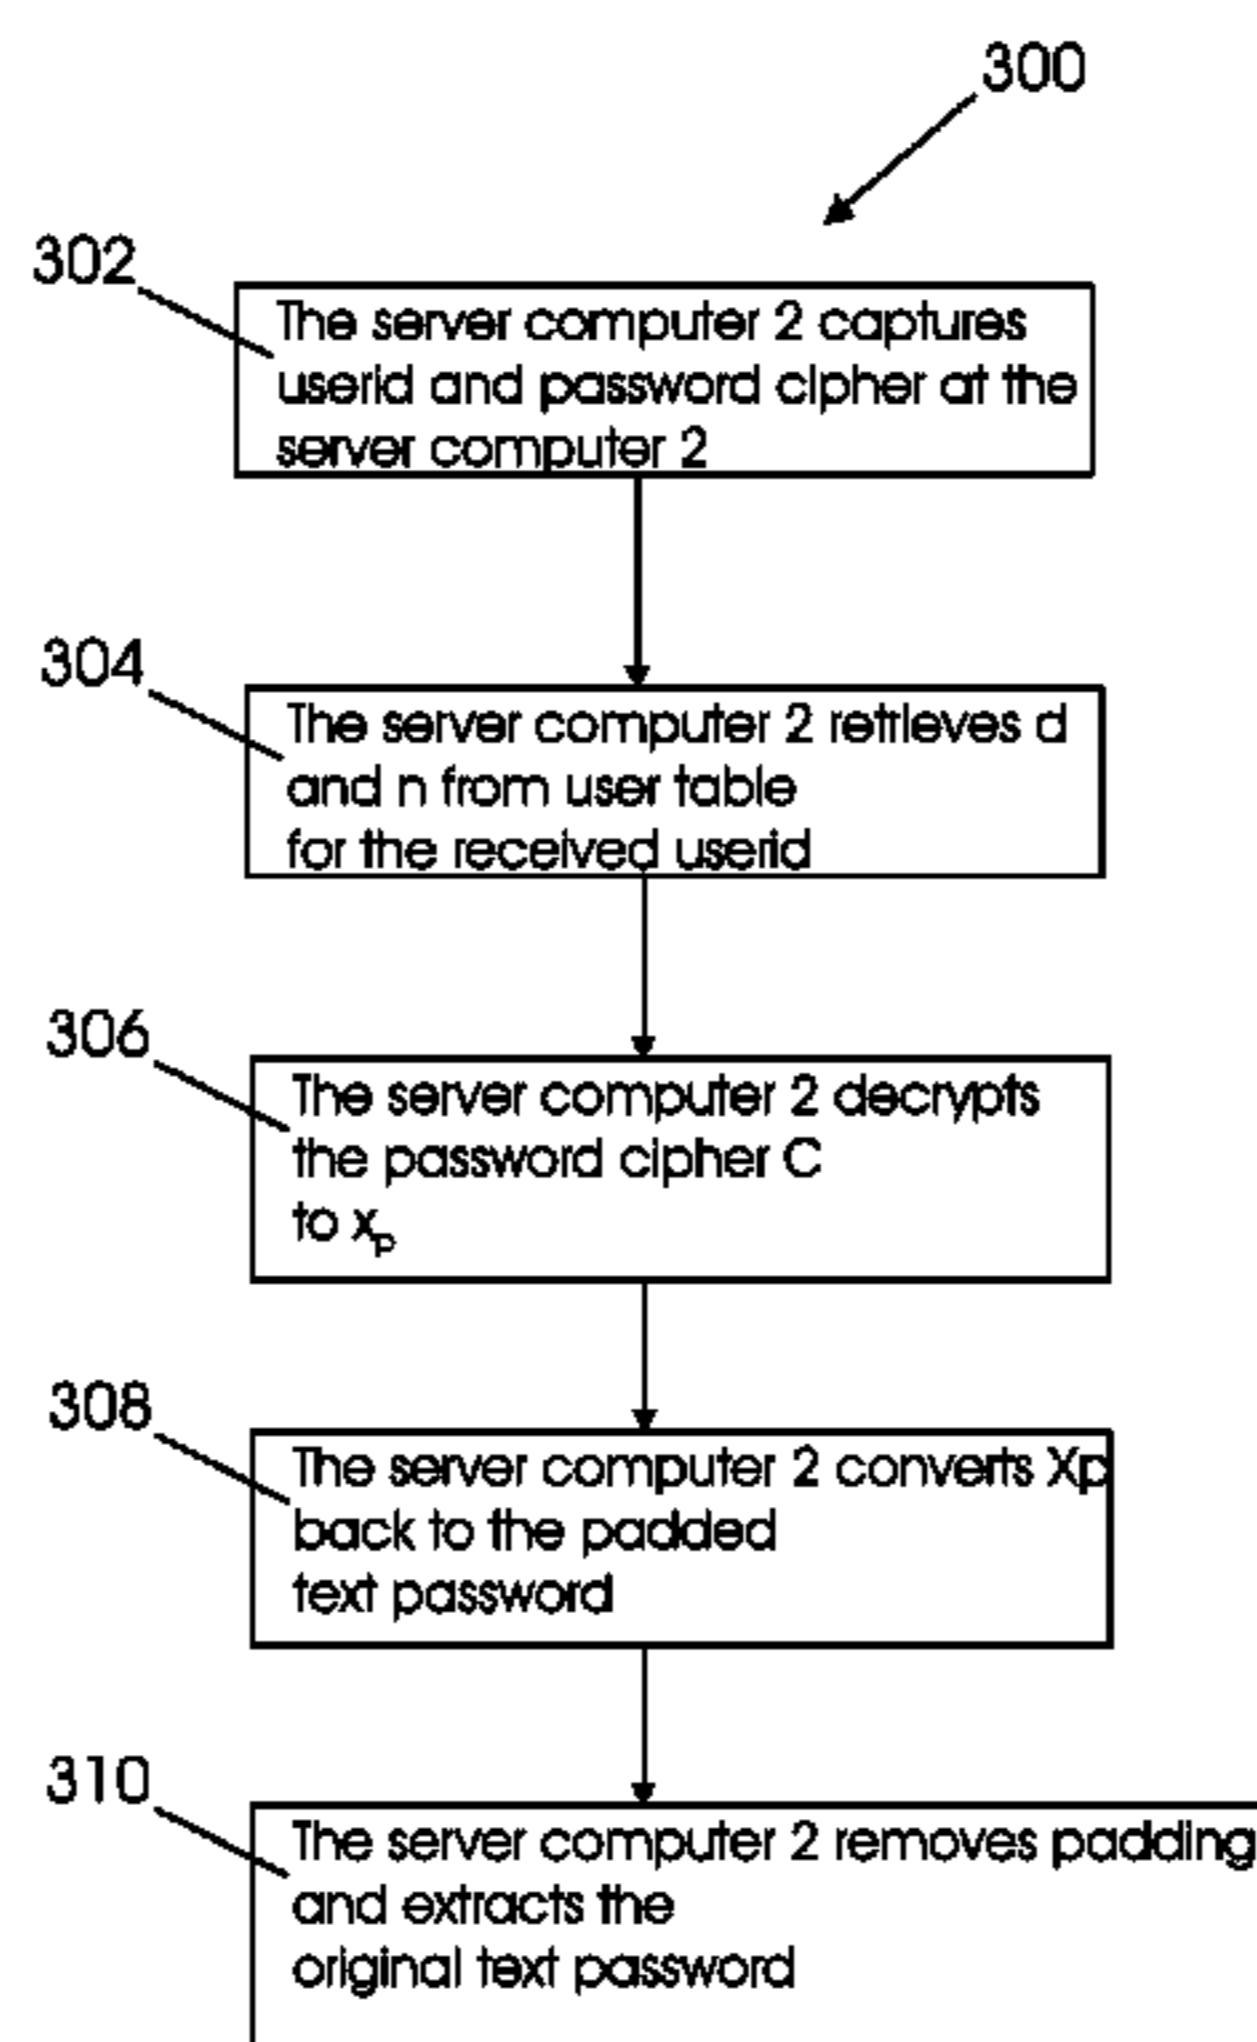 300
302
The server computer 2 captures
userid and password cipher at the
server computer 2
304
The server computer 2 retrieves d
and n from user table
for the received userid
306
The server computer 2 decrypts
the password cipher C
to xₚ
308
The server computer 2 converts Xp
back to the padded
text password
310
The server computer 2 removes padding
and extracts the
original text password